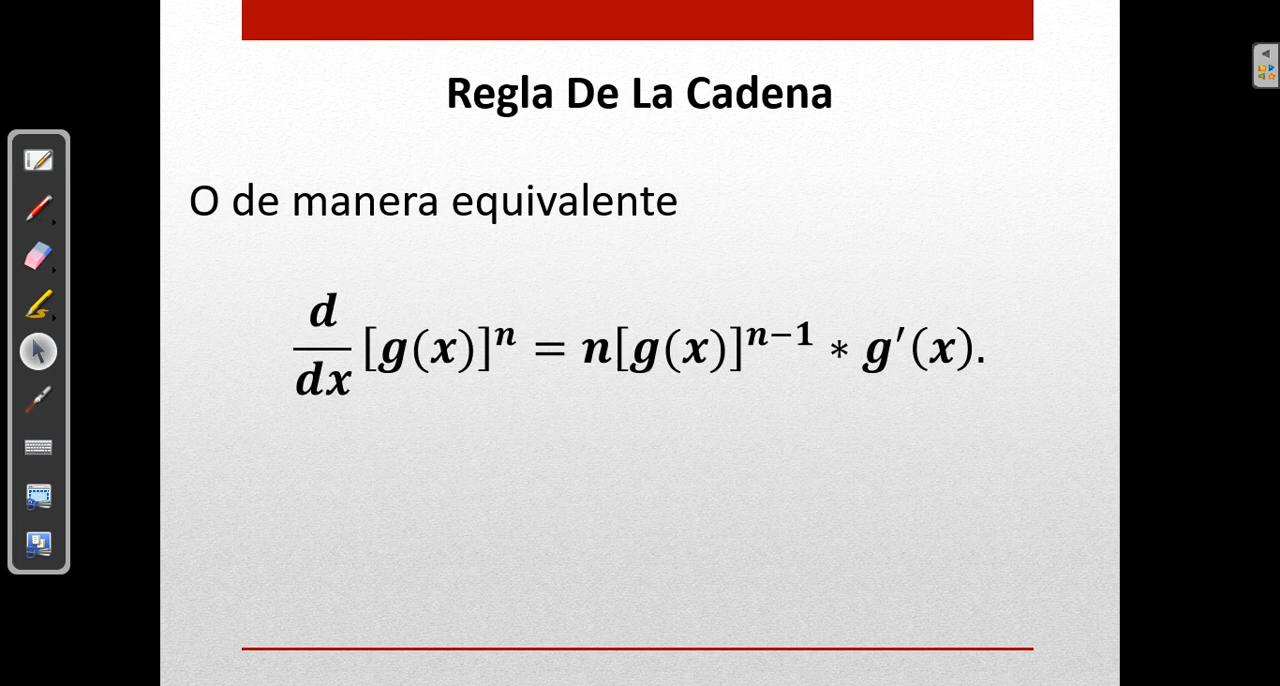 Regla De La Cadena
O de manera equivalente
d/dx [g(x)]ⁿ = n[g(x)]ⁿ⁻¹ * g′(x).